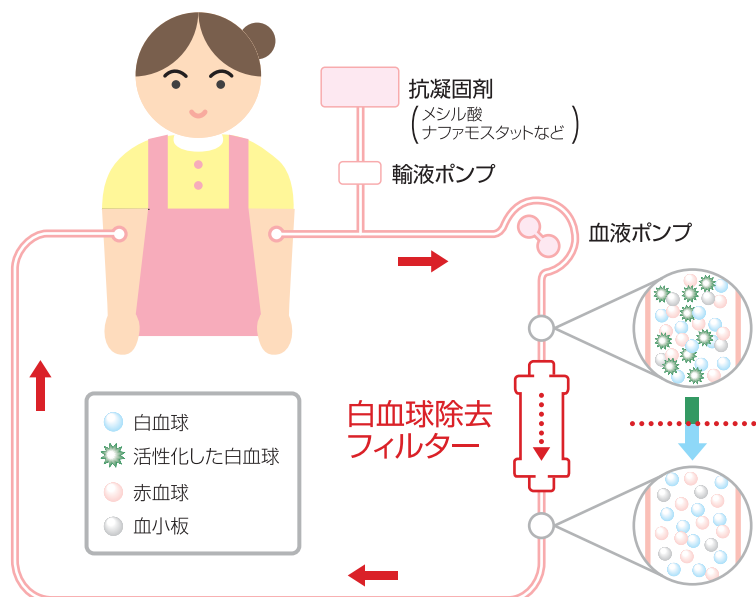 抗凝固剤
(メシル酸
ナファモスタットなど)
輸液ポンプ
血液ポンプ
白血球除去
フィルター
白血球
活性化した白血球
赤血球
血小板